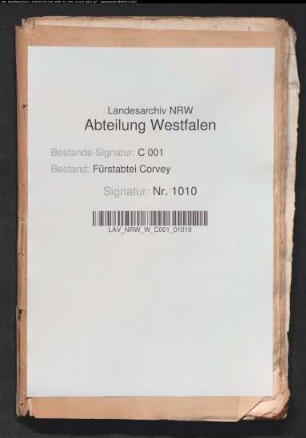 Landesarchiv NRW
Abteilung Westfalen
Bestands-Signatur: C 001
Bestand: Fürstabtei Corvey
Signatur: Nr. 1010
LAV_NRW_W_C001_01010